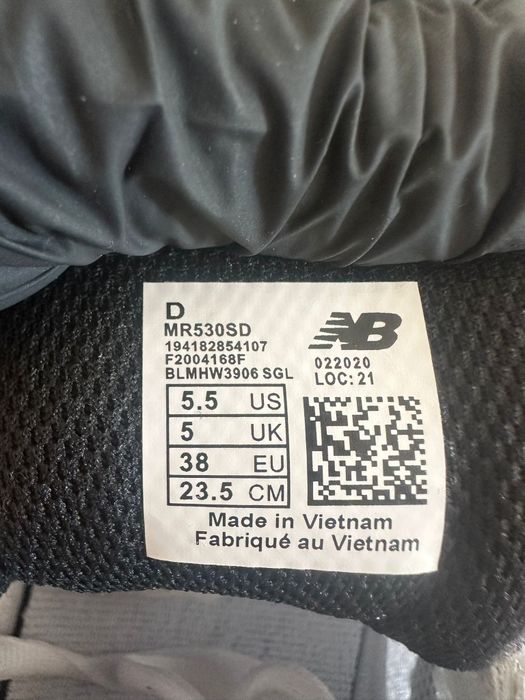 D
MR530SD
194182854107
F2004168F
BLMHW3906 SGL
NB
022020
LOC: 21
5.5 US
5 UK
38 EU
23.5 CM
Made in Vietnam
Fabriqué au Vietnam